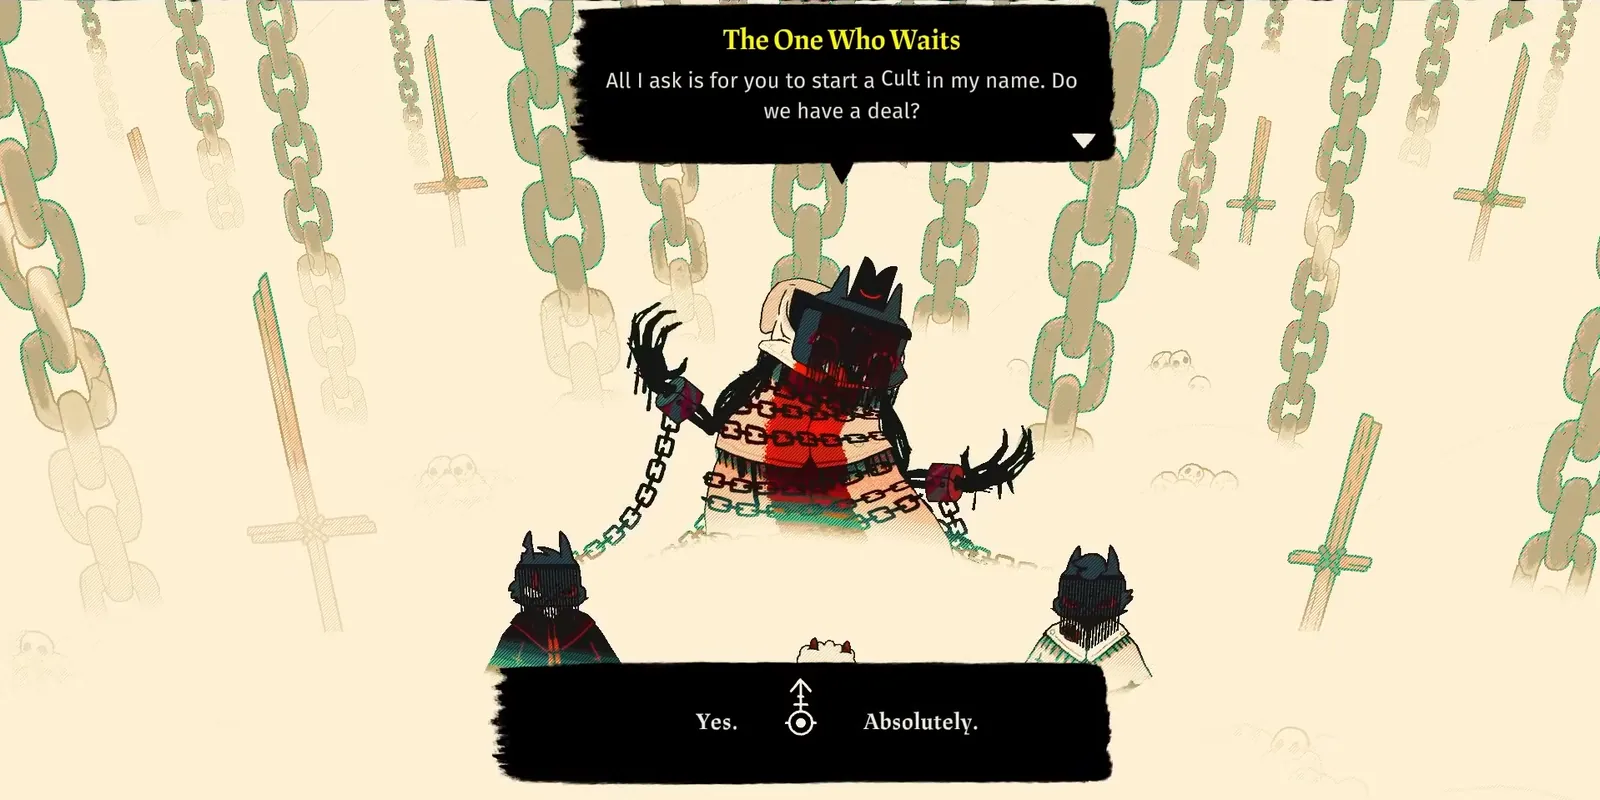 The One Who Waits
All I ask is for you to start a Cult in my name. Do
we have a deal?
Yes. Absolutely.